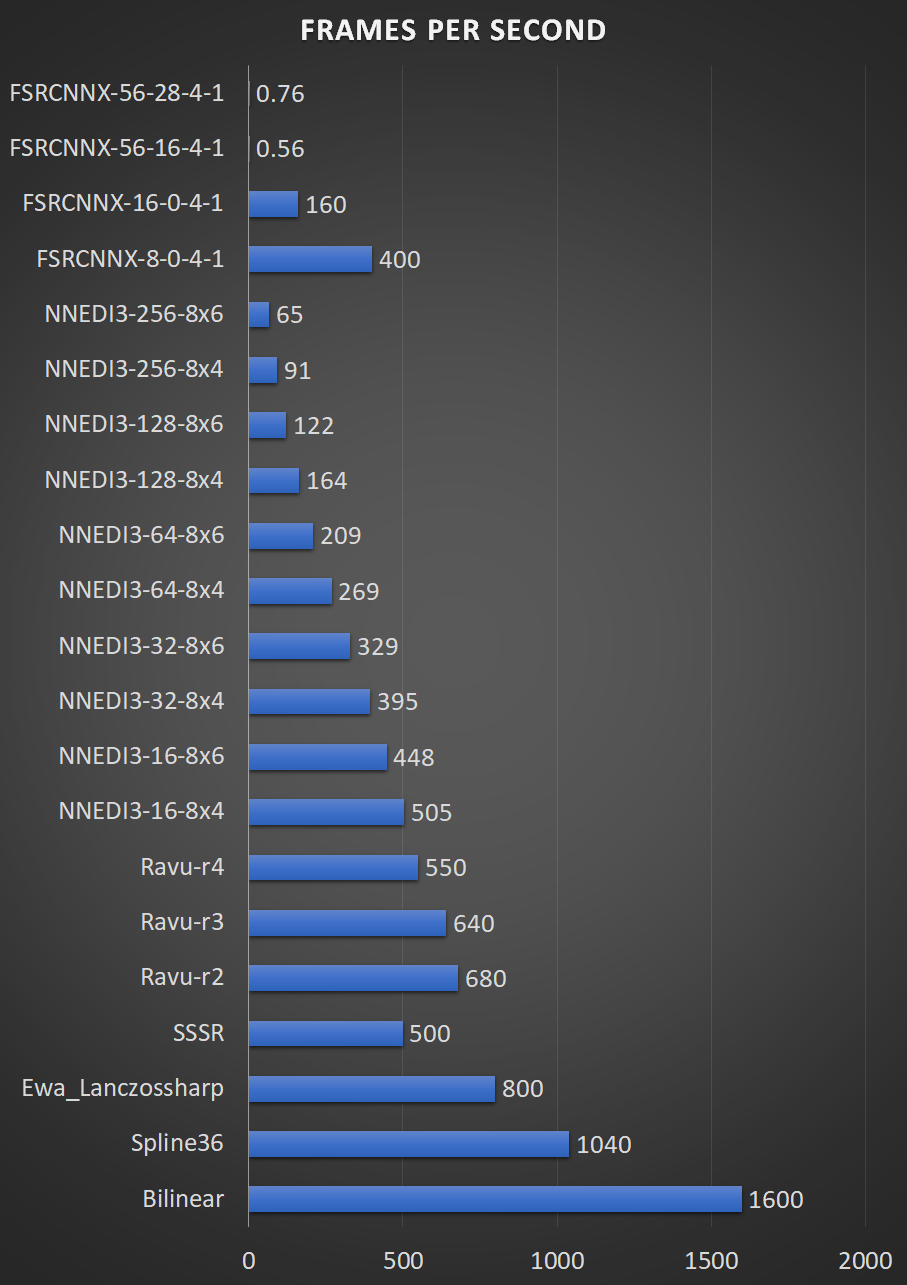 FRAMES PER SECOND
FSRCNNX-56-28-4-1 0.76
FSRCNNX-56-16-4-1 0.56
FSRCNNX-16-0-4-1 160
FSRCNNX-8-0-4-1 400
NNEDI3-256-8x6 65
NNEDI3-256-8x4 91
NNEDI3-128-8x6 122
NNEDI3-128-8x4 164
NNEDI3-64-8x6 209
NNEDI3-64-8x4 269
NNEDI3-32-8x6 329
NNEDI3-32-8x4 395
NNEDI3-16-8x6 448
NNEDI3-16-8x4 505
Ravu-r4 550
Ravu-r3 640
Ravu-r2 680
SSSR 500
Ewa_Lanczossharp 800
Spline36 1040
Bilinear 1600
0 500 1000 1500 2000